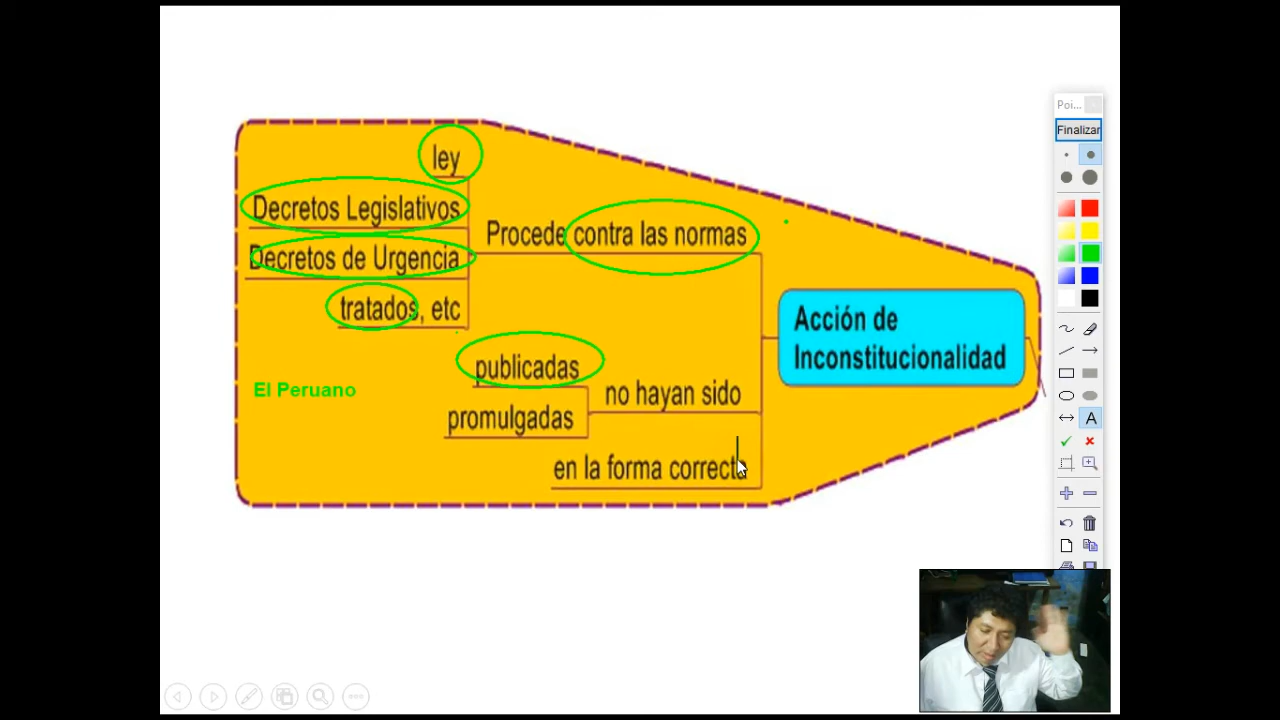 ley
Decretos Legislativos
Decretos de Urgencia
tratados, etc
Procede contra las normas
publicadas
promulgadas
no hayan sido
en la forma correcta
El Peruano
Acción de
Inconstitucionalidad
Poi...
Finalizar
A